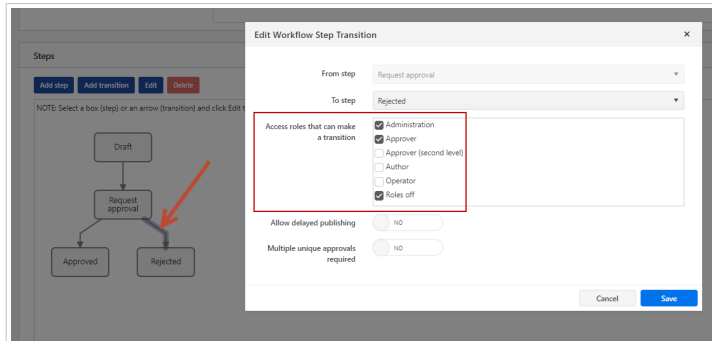 Edit Workflow Step Transition
×
Steps
Add step Add transition Edit Delete
NOTE: Select a box (step) or an arrow (transition) and click Edit t
Draft
Request
approval
Approved
Rejected
From step
Request approval
To step
Rejected
Access roles that can make
a transition
Administration
Approver
Approver (second level)
Author
Operator
Roles off
Allow delayed publishing
NO
Multiple unique approvals
required
NO
Cancel
Save